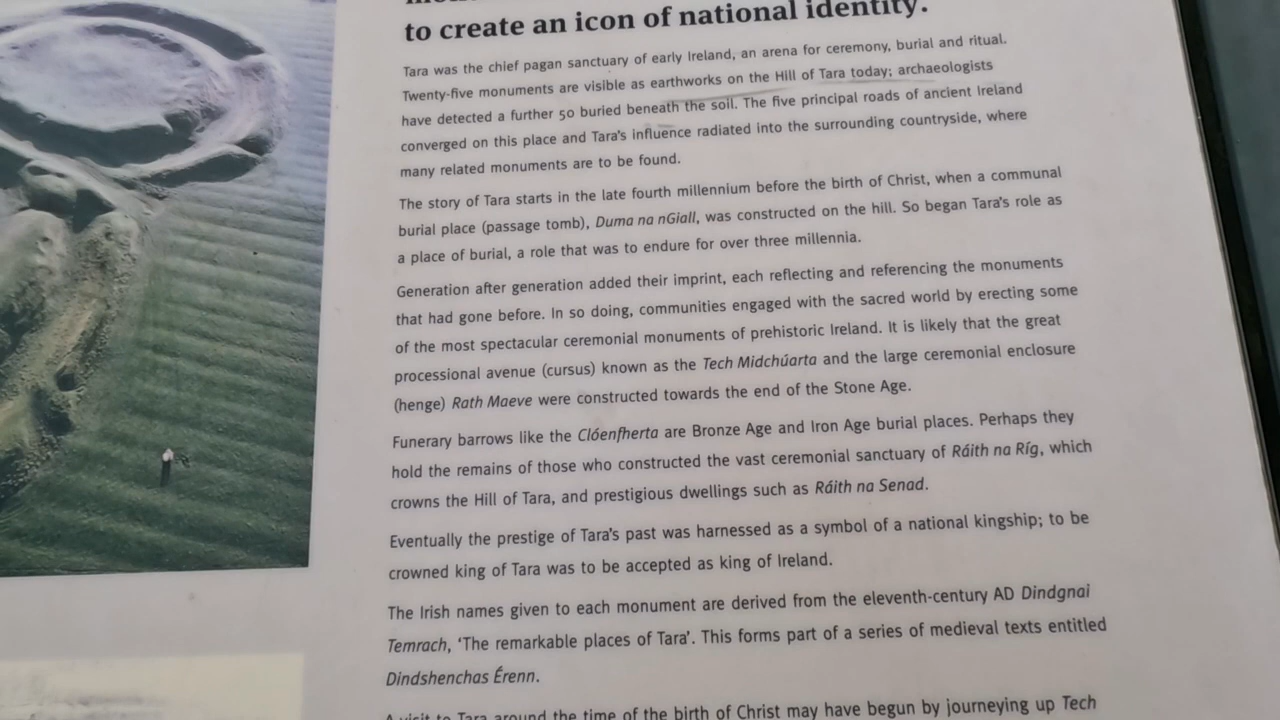 to create an icon of national identity.
Tara was the chief pagan sanctuary of early Ireland, an arena for ceremony, burial and ritual.
Twenty-five monuments are visible as earthworks on the Hill of Tara today; archaeologists
have detected a further 50 buried beneath the soil. The five principal roads of ancient Ireland
converged on this place and Tara's influence radiated into the surrounding countryside, where
many related monuments are to be found.
The story of Tara starts in the late fourth millennium before the birth of Christ, when a communal
burial place (passage tomb), Duma na nGiall, was constructed on the hill. So began Tara's role as
a place of burial, a role that was to endure for over three millennia.
Generation after generation added their imprint, each reflecting and referencing the monuments
that had gone before. In so doing, communities engaged with the sacred world by erecting some
of the most spectacular ceremonial monuments of prehistoric Ireland. It is likely that the great
processional avenue (cursus) known as the Tech Midchúarta and the large ceremonial enclosure
(henge) Rath Maeve were constructed towards the end of the Stone Age.
Funerary barrows like the Clóenfherta are Bronze Age and Iron Age burial places. Perhaps they
hold the remains of those who constructed the vast ceremonial sanctuary of Ráith na Ríg, which
crowns the Hill of Tara, and prestigious dwellings such as Ráith na Senad.
Eventually the prestige of Tara's past was harnessed as a symbol of a national kingship; to be
crowned king of Tara was to be accepted as king of Ireland.
The Irish names given to each monument are derived from the eleventh-century AD Dindgnai
Temrach, 'The remarkable places of Tara'. This forms part of a series of medieval texts entitled
Dindshenchas Érenn.
A visit to Tara around the time of the birth of Christ may have begun by journeying up Tech